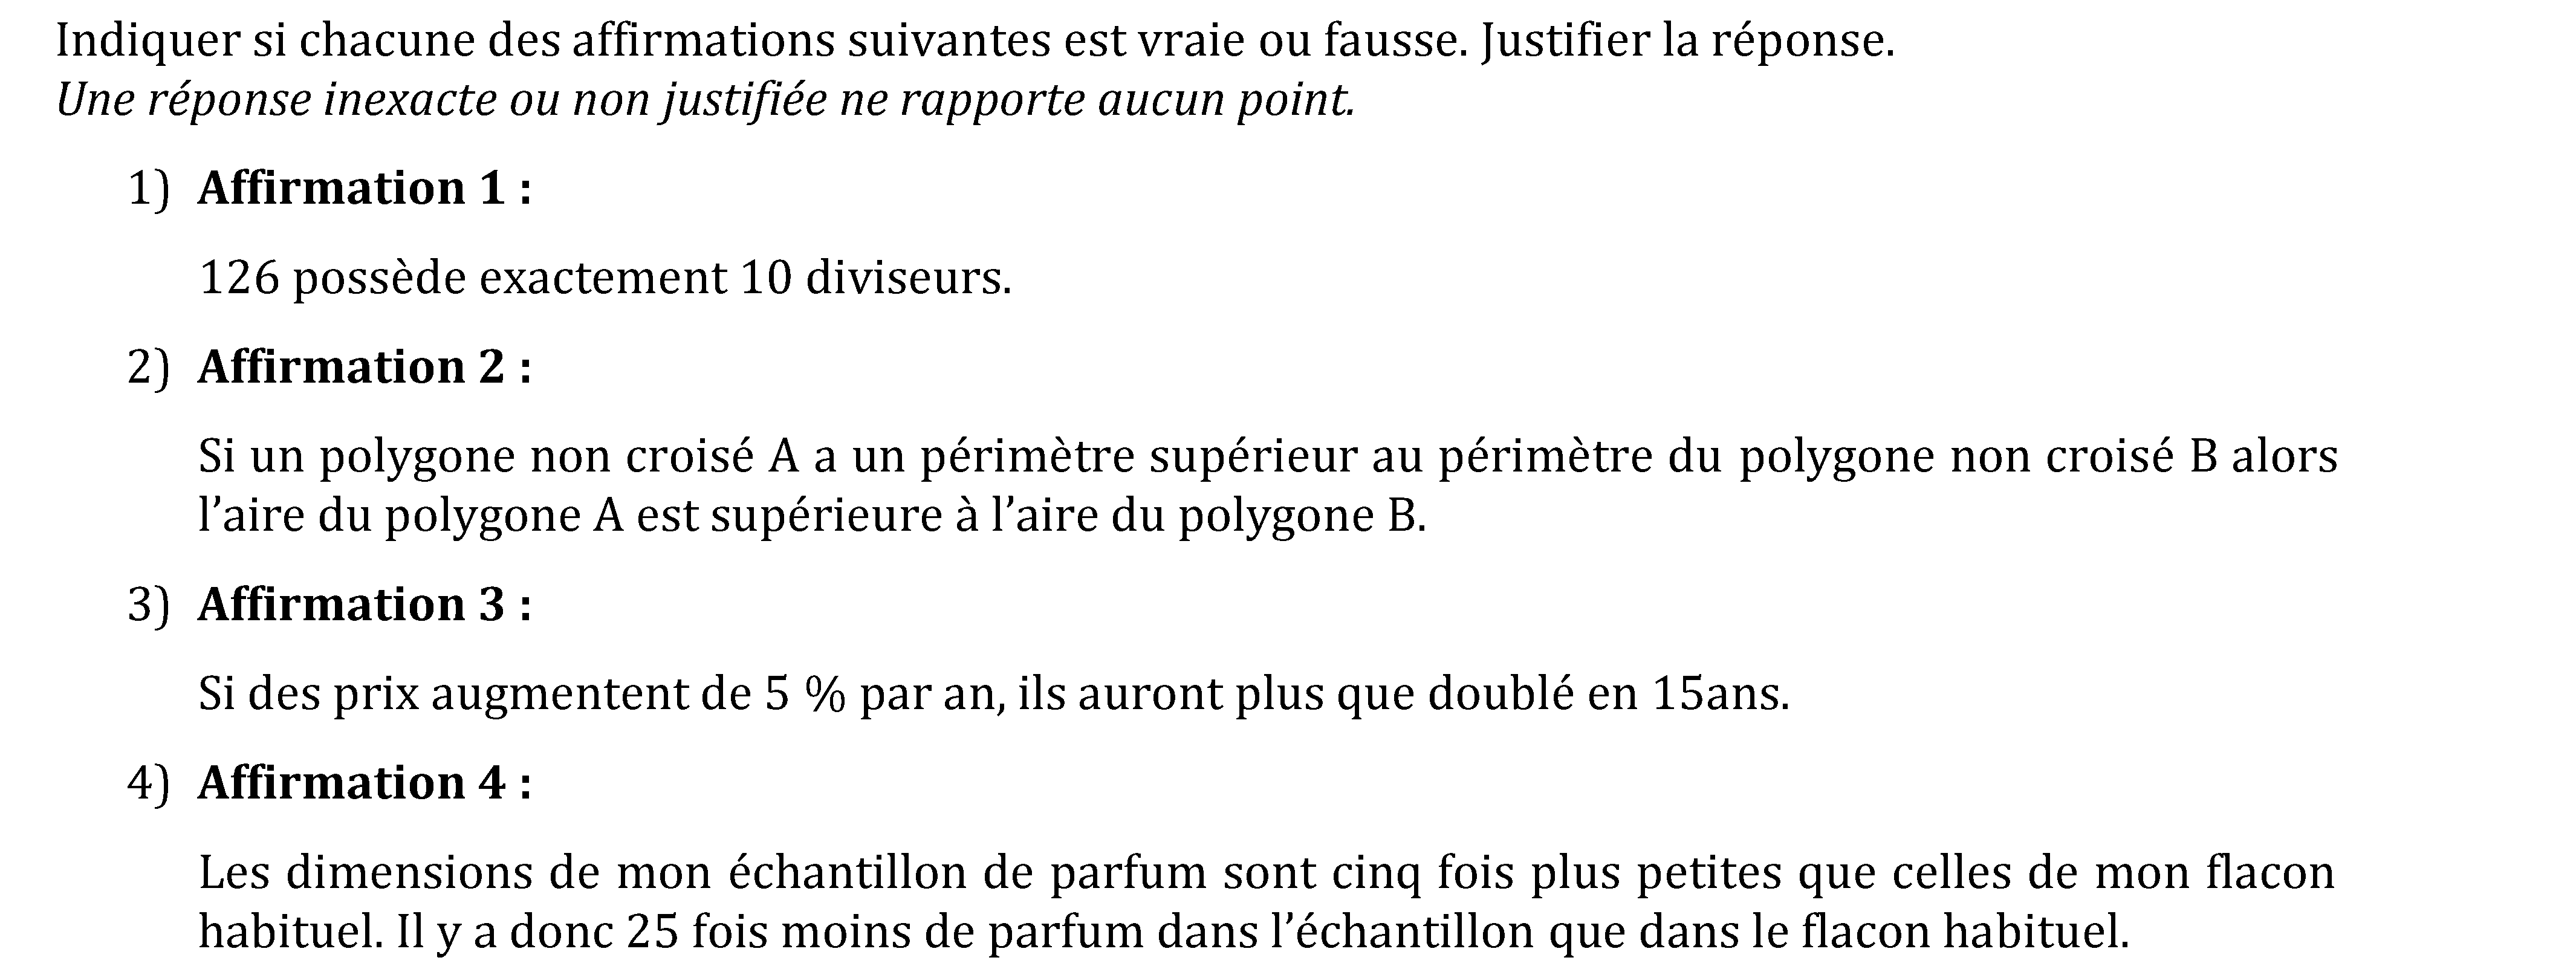 Indiquer si chacune des affirmations suivantes est vraie ou fausse. Justifier la réponse.
Une réponse inexacte ou non justifiée ne rapporte aucun point.
1) Affirmation 1 :
126 possède exactement 10 diviseurs.
2) Affirmation 2 :
Si un polygone non croisé A a un périmètre supérieur au périmètre du polygone non croisé B alors
l’aire du polygone A est supérieure à l’aire du polygone B.
3) Affirmation 3 :
Si des prix augmentent de 5 % par an, ils auront plus que doublé en 15ans.
4) Affirmation 4 :
Les dimensions de mon échantillon de parfum sont cinq fois plus petites que celles de mon flacon
habituel. Il y a donc 25 fois moins de parfum dans l’échantillon que dans le flacon habituel.